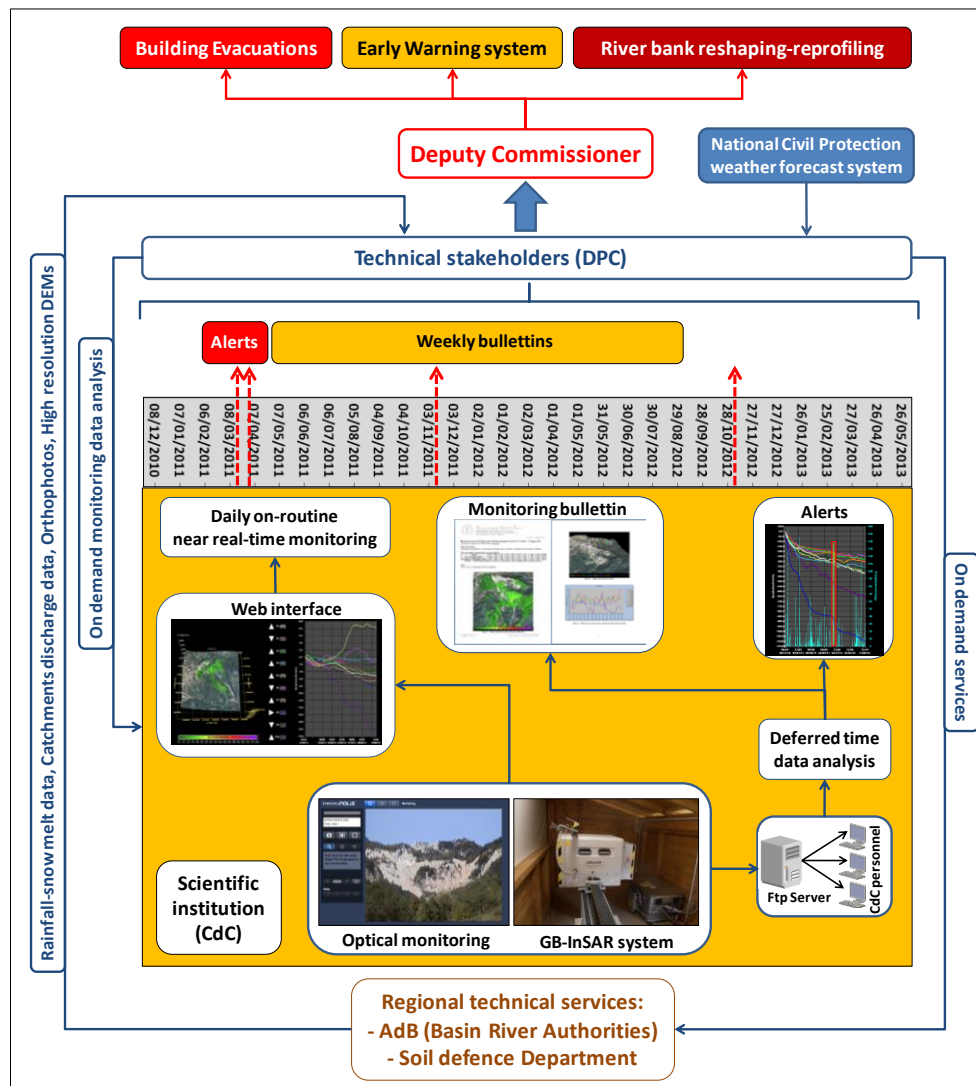 Building Evacuations
Early Warning system
River bank reshaping-reprofiling
Deputy Commissioner
National Civil Protection
weather forecast system
Technical stakeholders (DPC)
Rainfall-snow melt data, Catchments discharge data, Orthophotos, High resolution DEMs
On demand monitoring data analysis
On demand services
Alerts
Weekly bullettins
08/12/2010
07/01/2011
06/02/2011
08/03/2011
07/04/2011
07/05/2011
06/06/2011
06/07/2011
05/08/2011
04/09/2011
04/10/2011
03/11/2011
03/12/2011
02/01/2012
01/02/2012
02/03/2012
01/04/2012
01/05/2012
31/05/2012
30/06/2012
30/07/2012
29/08/2012
28/09/2012
28/10/2012
27/11/2012
27/12/2012
26/01/2013
25/02/2013
27/03/2013
26/04/2013
26/05/2013
Daily on-routine
near real-time monitoring
Monitoring bullettin
Alerts
Web interface
Deferred time
data analysis
Scientific
institution
(CdC)
Optical monitoring
GB-InSAR system
Ftp Server
CdC personnel
Regional technical services:
- AdB (Basin River Authorities)
- Soil defence Department